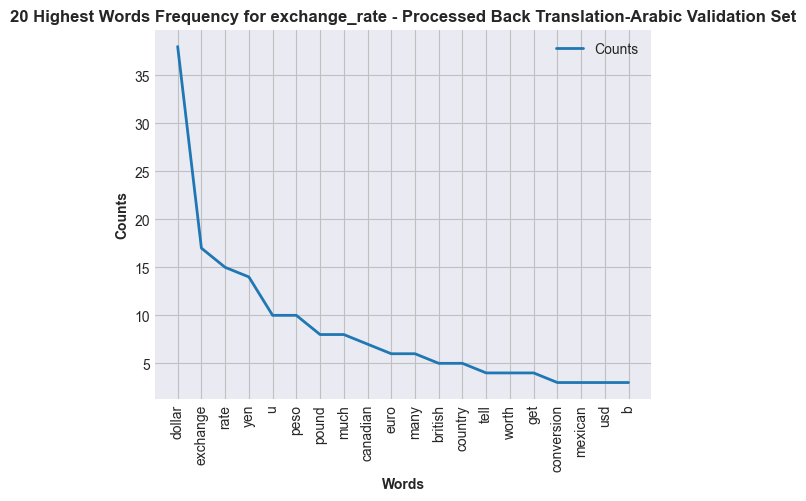 20 Highest Words Frequency for exchange_rate - Processed Back Translation-Arabic Validation Set
Counts
35
30
25
20
15
10
5
Counts
dollar
exchange
rate
yen
u
peso
pound
much
canadian
euro
many
british
country
tell
worth
get
conversion
mexican
usd
b
Words